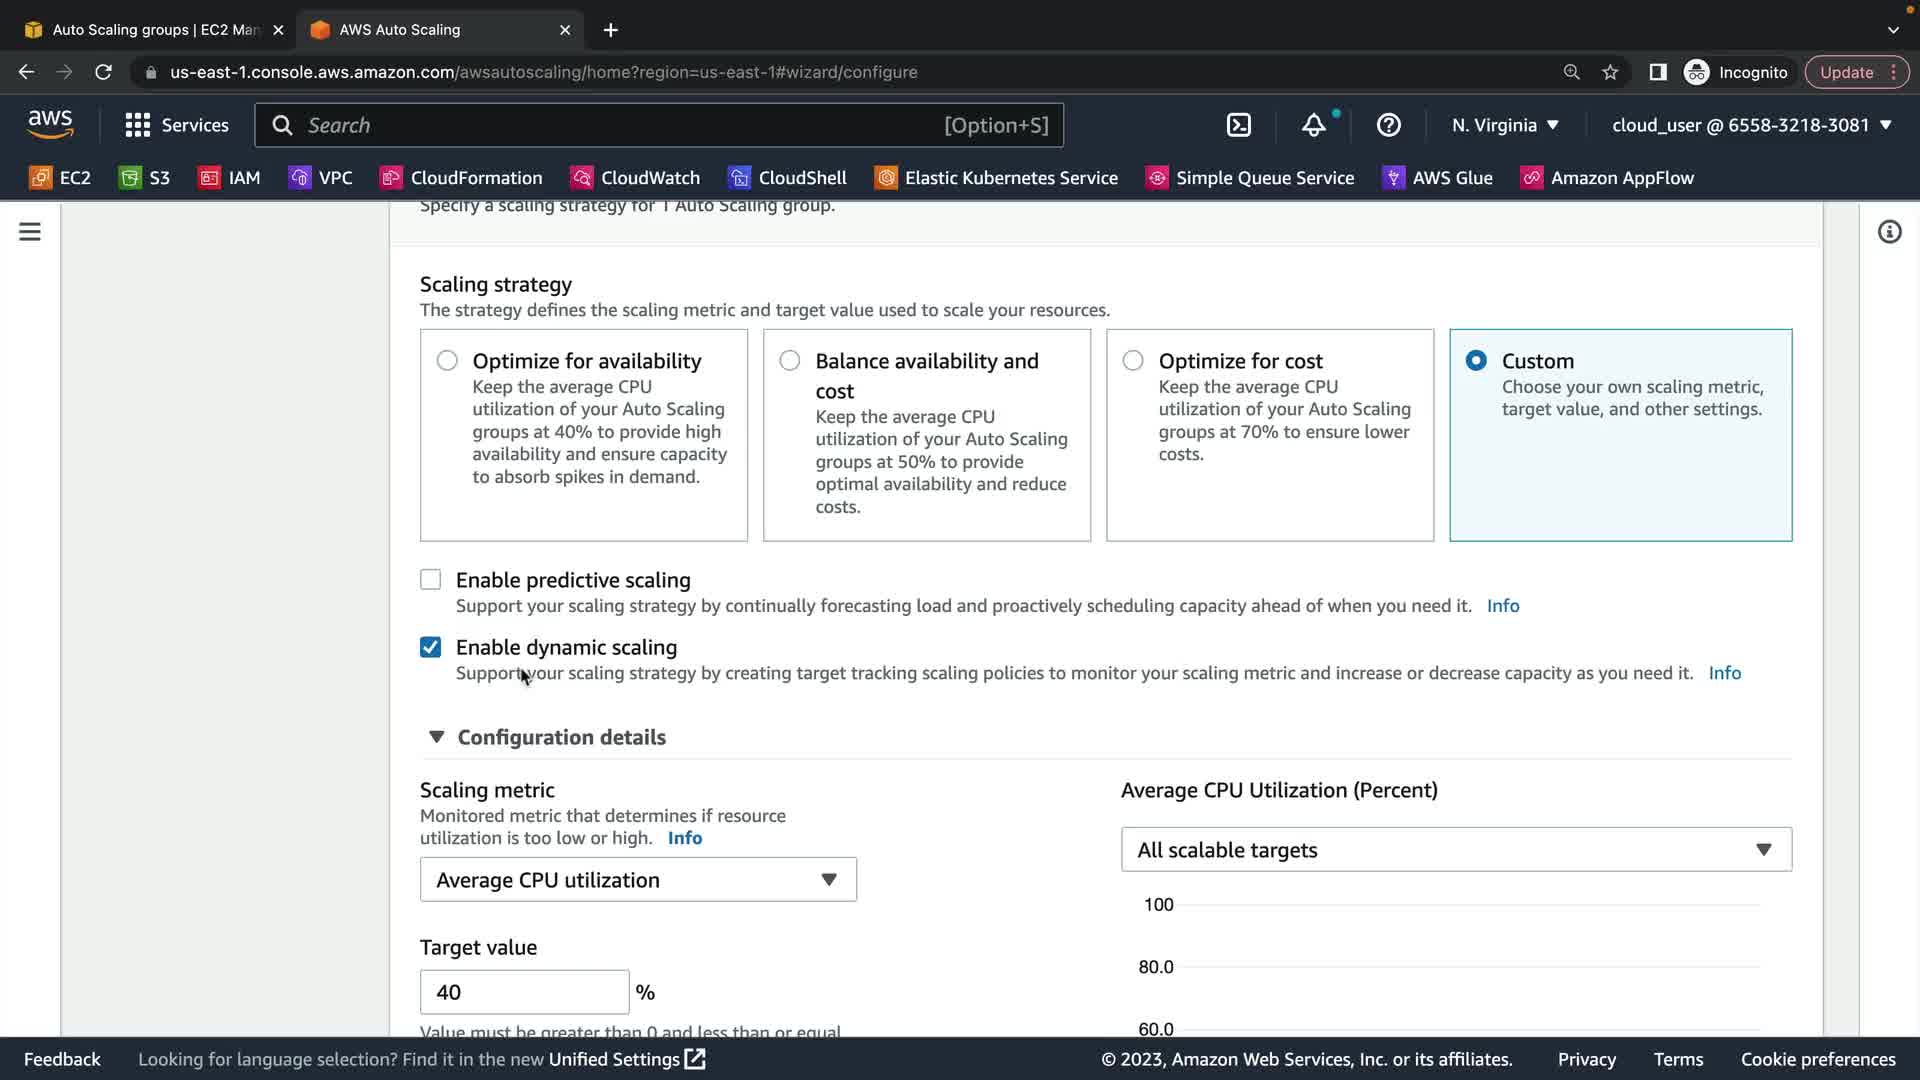 Auto Scaling groups | EC2 Man
AWS Auto Scaling
us-east-1.console.aws.amazon.com/awsautoscaling/home?region=us-east-1#wizard/configure
Incognito
Update
aws
Services
Search
[Option+S]
N. Virginia
cloud_user @ 6558-3218-3081
EC2
S3
IAM
VPC
CloudFormation
CloudWatch
CloudShell
Elastic Kubernetes Service
Simple Queue Service
AWS Glue
Amazon AppFlow
Specify a scaling strategy for 1 Auto Scaling group.
Scaling strategy
The strategy defines the scaling metric and target value used to scale your resources.
Optimize for availability
Keep the average CPU
utilization of your Auto Scaling
groups at 40% to provide high
availability and ensure capacity
to absorb spikes in demand.
Balance availability and
cost
Keep the average CPU
utilization of your Auto Scaling
groups at 50% to provide
optimal availability and reduce
costs.
Optimize for cost
Keep the average CPU
utilization of your Auto Scaling
groups at 70% to ensure lower
costs.
Custom
Choose your own scaling metric,
target value, and other settings.
Enable predictive scaling
Support your scaling strategy by continually forecasting load and proactively scheduling capacity ahead of when you need it. Info
Enable dynamic scaling
Support your scaling strategy by creating target tracking scaling policies to monitor your scaling metric and increase or decrease capacity as you need it. Info
Configuration details
Scaling metric
Monitored metric that determines if resource
utilization is too low or high. Info
Average CPU utilization
Target value
40 %
Value must be greater than 0 and less than or equal
Average CPU Utilization (Percent)
All scalable targets
100
80.0
60.0
Feedback
Looking for language selection? Find it in the new Unified Settings
© 2023, Amazon Web Services, Inc. or its affiliates.
Privacy
Terms
Cookie preferences